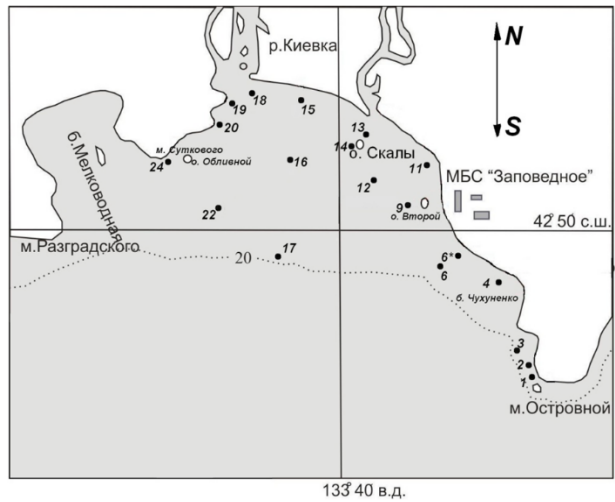 р.Киевка
N
S
18
15
19
20
13
14
о. Скалы
м. Суткового
о. Обливной
24
16
11
12
МБС "Заповедное"
б.Мелководная
22
9
о. Второй
42° 50 с.ш.
м.Разградского
20
17
6*
6
4
б. Чухуненко
3
2
1
м.Островной
133° 40 в.д.